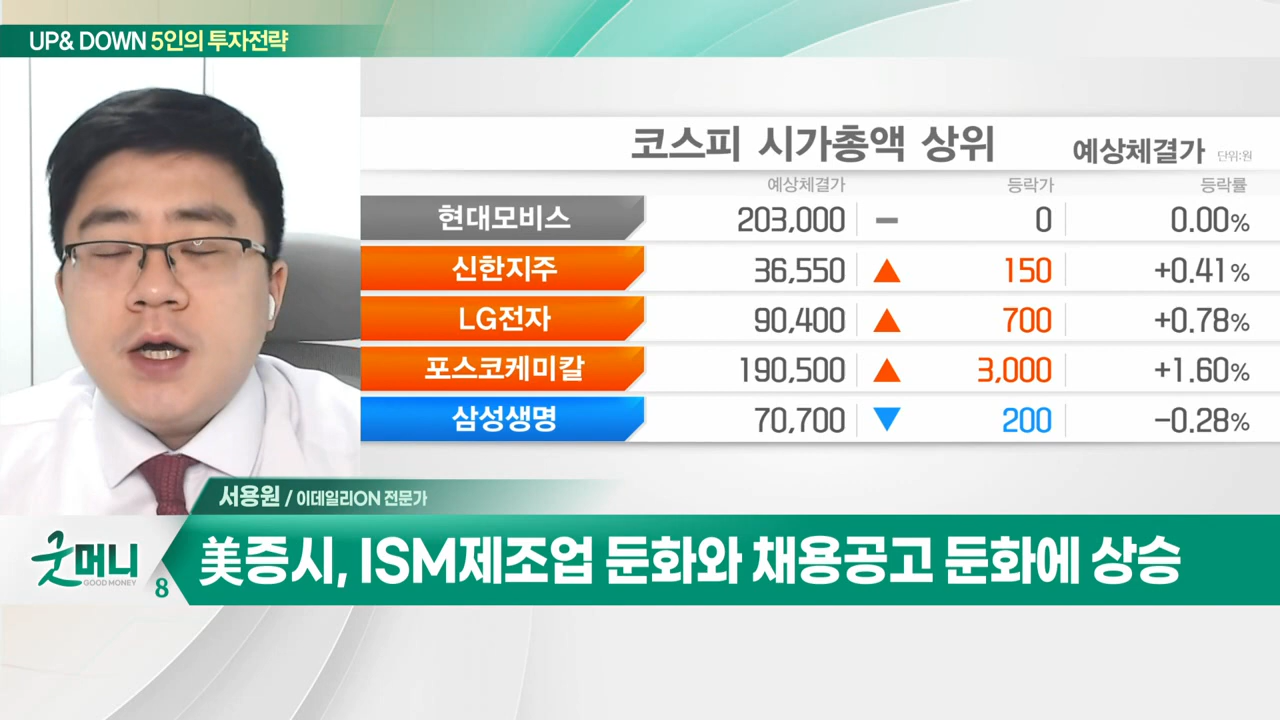 UP& DOWN 5인의 투자전략
코스피 시가총액 상위 예상체결가 단위:원
예상체결가 등락가 등락률
현대모비스 203,000 0 0.00%
신한지주 36,550 ▲ 150 +0.41%
LG전자 90,400 ▲ 700 +0.78%
포스코케미칼 190,500 ▲ 3,000 +1.60%
삼성생명 70,700 ▼ 200 -0.28%
서용원 / 이데일리ON 전문가
굿머니
GOOD MONEY
8
美증시, ISM제조업 둔화와 채용공고 둔화에 상승